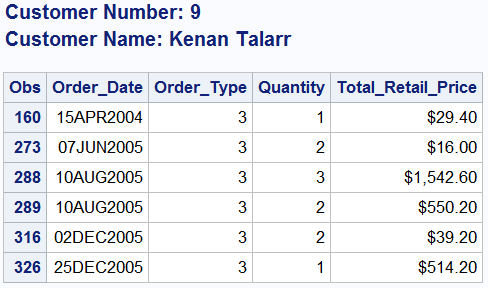 Customer Number: 9
Customer Name: Kenan Talarr
Obs Order_Date Order_Type Quantity Total_Retail_Price
160 15APR2004 3 1 $29.40
273 07JUN2005 3 2 $16.00
288 10AUG2005 3 3 $1,542.60
289 10AUG2005 3 2 $550.20
316 02DEC2005 3 2 $39.20
326 25DEC2005 3 1 $514.20